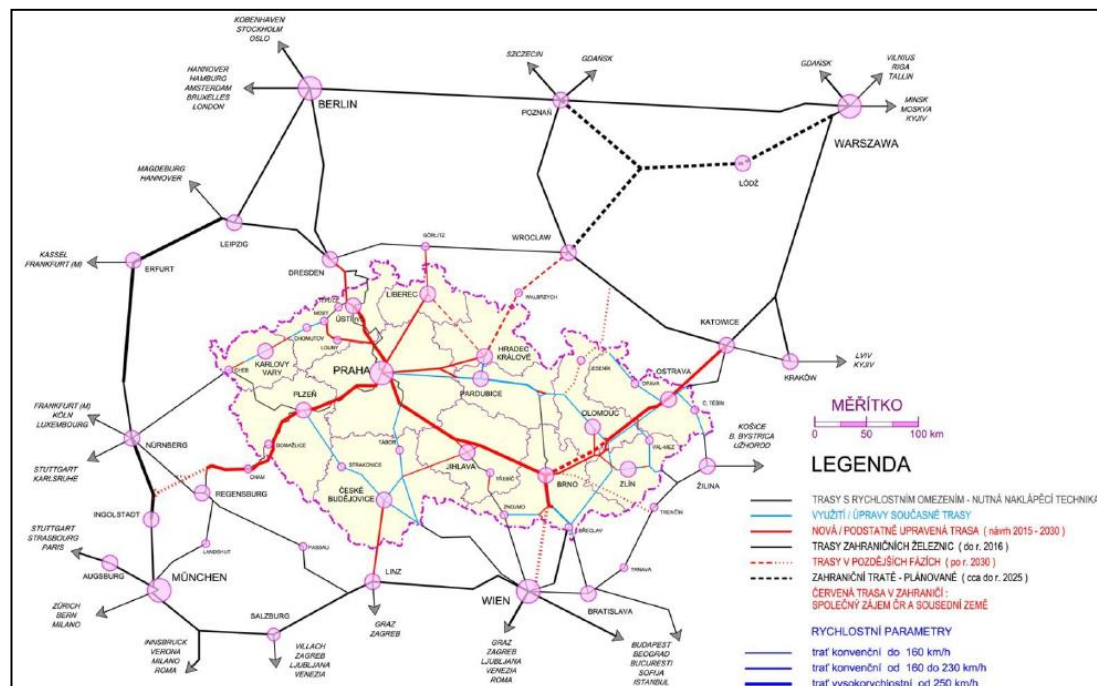 KOBENHAVN
STOCKHOLM
OSLO
HANNOVER
HAMBURG
AMSTERDAM
BRUXELLES
LONDON
BERLIN
SZCZECIN
GDAŃSK
POZNAŃ
GDAŃSK
VILNIUS
RIGA
TALLIN
MINSK
MOSKVA
KYJIV
WARSZAWA
ŁÓDŹ
MAGDEBURG
HANNOVER
LEIPZIG
KASSEL
FRANKFURT (M)
ERFURT
DRESDEN
GÖRLITZ
WROCLAW
WALBRZYCH
LIBEREC
ÚSTÍ
MOST
CHOMUTOV
LOUNY
KARLOVY
VARY
CHEB
PRAHA
HRADEC
KRÁLOVÉ
PARDUBICE
JESENÍK
OPAVA
OSTRAVA
KATOWICE
KRAKÓW
LVIV
KYJIV
Č. TĚŠÍN
PLZEŇ
OLOMOUC
VAL-MEZ
FRANKFURT (M)
KÖLN
LUXEMBOURG
NÜRNBERG
STUTTGART
KARLSRUHE
DOMAŽLICE
CHAM
REGENSBURG
STRAKONICE
TÁBOR
JIHLAVA
TŘEBÍČ
BRNO
ZLÍN
ŽILINA
KOŠICE
B. BYSTRICA
UŽHOROD
ČESKÉ
BUDĚJOVICE
ZNOJMO
BŘECLAV
TRENČÍN
INGOLSTADT
LANDSHUT
PASSAU
STUTTGART
STRASBOURG
PARIS
AUGSBURG
MÜNCHEN
LINZ
WIEN
TRNAVA
BRATISLAVA
ZÜRICH
BERN
MILANO
INNSBRUCK
VERONA
MILANO
ROMA
SALZBURG
VILLACH
ZAGREB
LJUBLJANA
VENEZIA
GRAZ
ZAGREB
GRAZ
ZAGREB
LJUBLJANA
VENEZIA
ROMA
BUDAPEST
BEOGRAD
BUCURESTI
SOFIJA
ISTANBUL
MĚŘÍTKO
0 50 100 km
LEGENDA
TRASY S RYCHLOSTNÍM OMEZENÍM - NUTNÁ NAKLÁPĚCÍ TECHNIKA
VYUŽITÍ / ÚPRAVY SOUČASNÉ TRASY
NOVÁ / PODSTATNĚ UPRAVENÁ TRASA ( návrh 2015 - 2030 )
TRASY ZAHRANIČNÍCH ŽELEZNIC ( do r. 2016 )
TRASY V POZDĚJŠÍCH FÁZÍCH ( po r. 2030 )
ZAHRANIČNÍ TRATĚ - PLÁNOVANÉ ( cca do r. 2025 )
ČERVENÁ TRASA V ZAHRANIČÍ :
SPOLEČNÝ ZÁJEM ČR A SOUSEDNÍ ZEMĚ
RYCHLOSTNÍ PARAMETRY
trať konvenční do 160 km/h
trať konvenční od 160 do 230 km/h
trať vysokorychlostní od 250 km/h